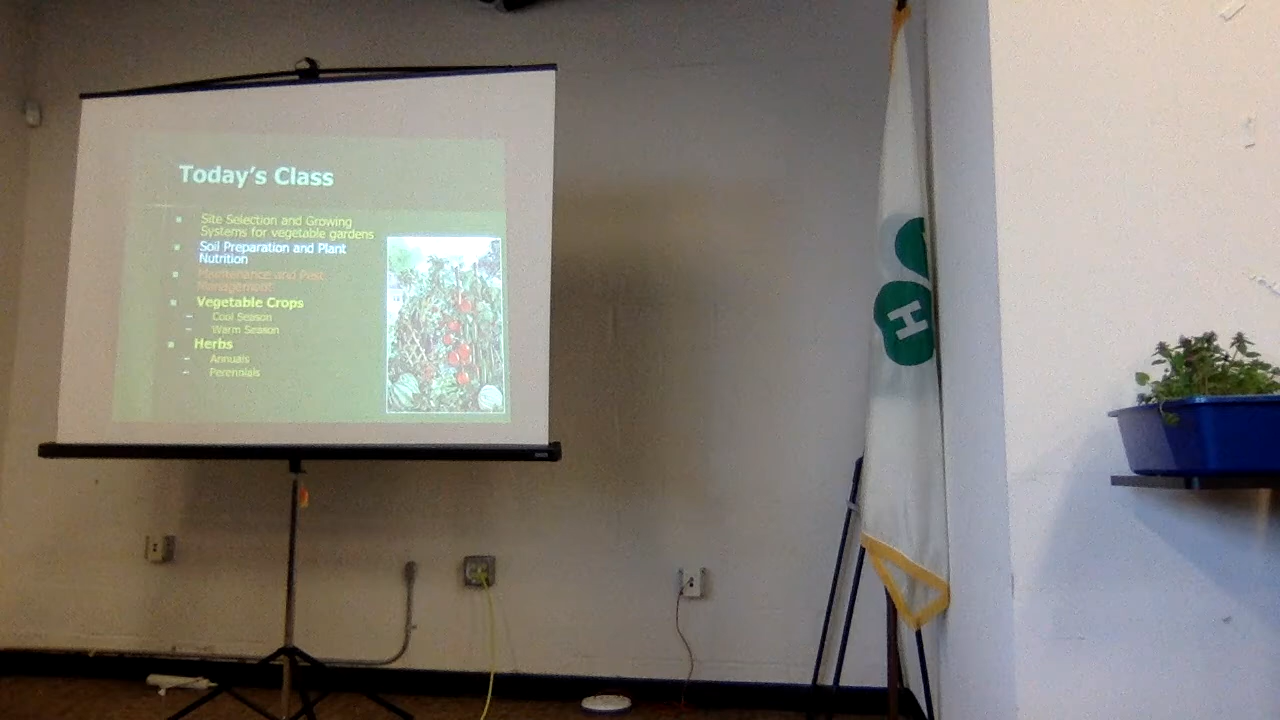 Today's Class
Site Selection and Growing
Systems for vegetable gardens
Soil Preparation and Plant
Nutrition
Maintenance and Pest
Management
Vegetable Crops
– Cool Season
– Warm Season
Herbs
– Annuals
– Perennials
H